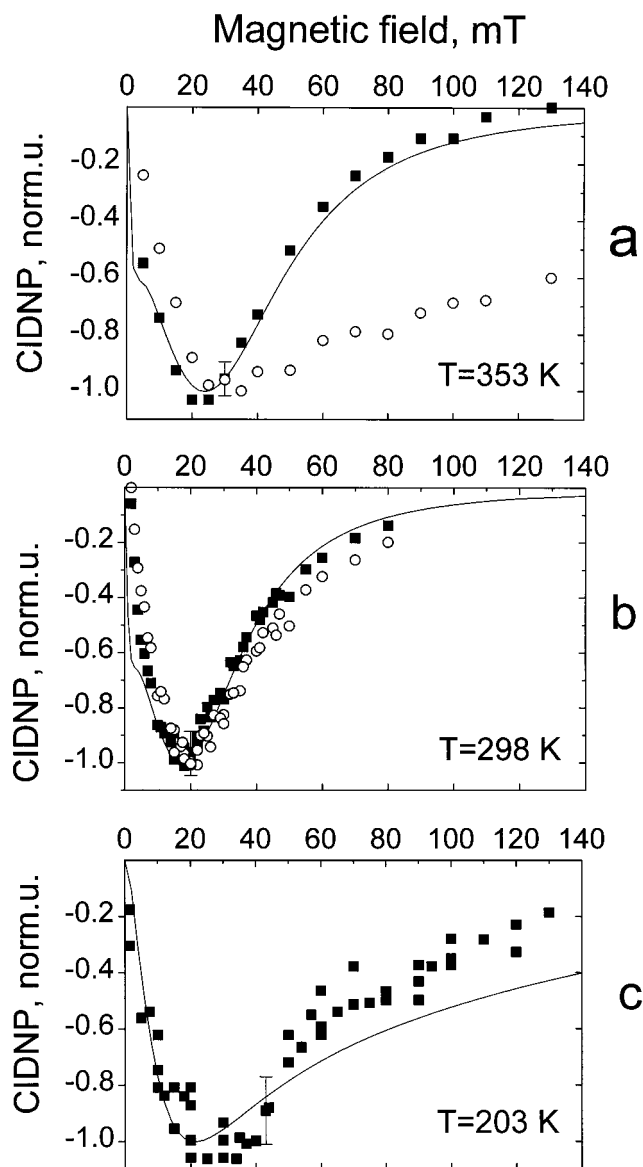 Magnetic field, mT
0 20 40 60 80 100 120 140
CIDNP, norm.u.
-0.2
-0.4
-0.6
-0.8
-1.0
T=353 K
a
0 20 40 60 80 100 120 140
CIDNP, norm.u.
-0.2
-0.4
-0.6
-0.8
-1.0
T=298 K
b
0 20 40 60 80 100 120 140
CIDNP, norm.u.
-0.2
-0.4
-0.6
-0.8
-1.0
T=203 K
c